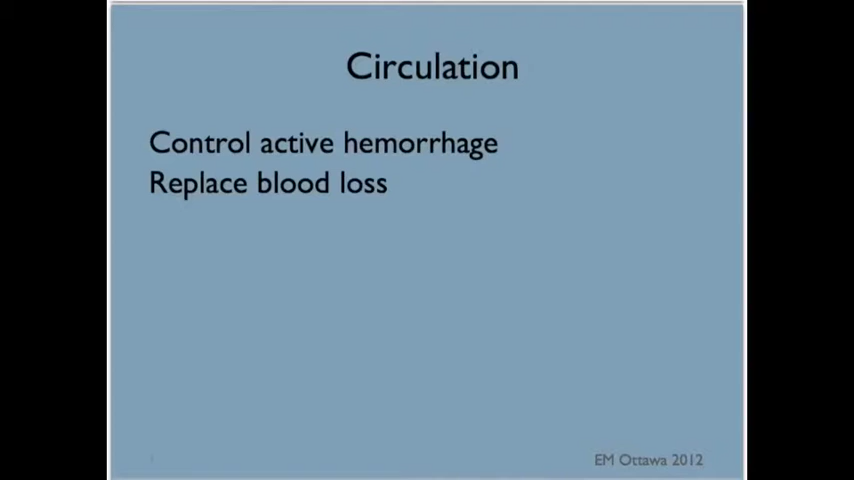 Circulation
Control active hemorrhage
Replace blood loss
EM Ottawa 2012